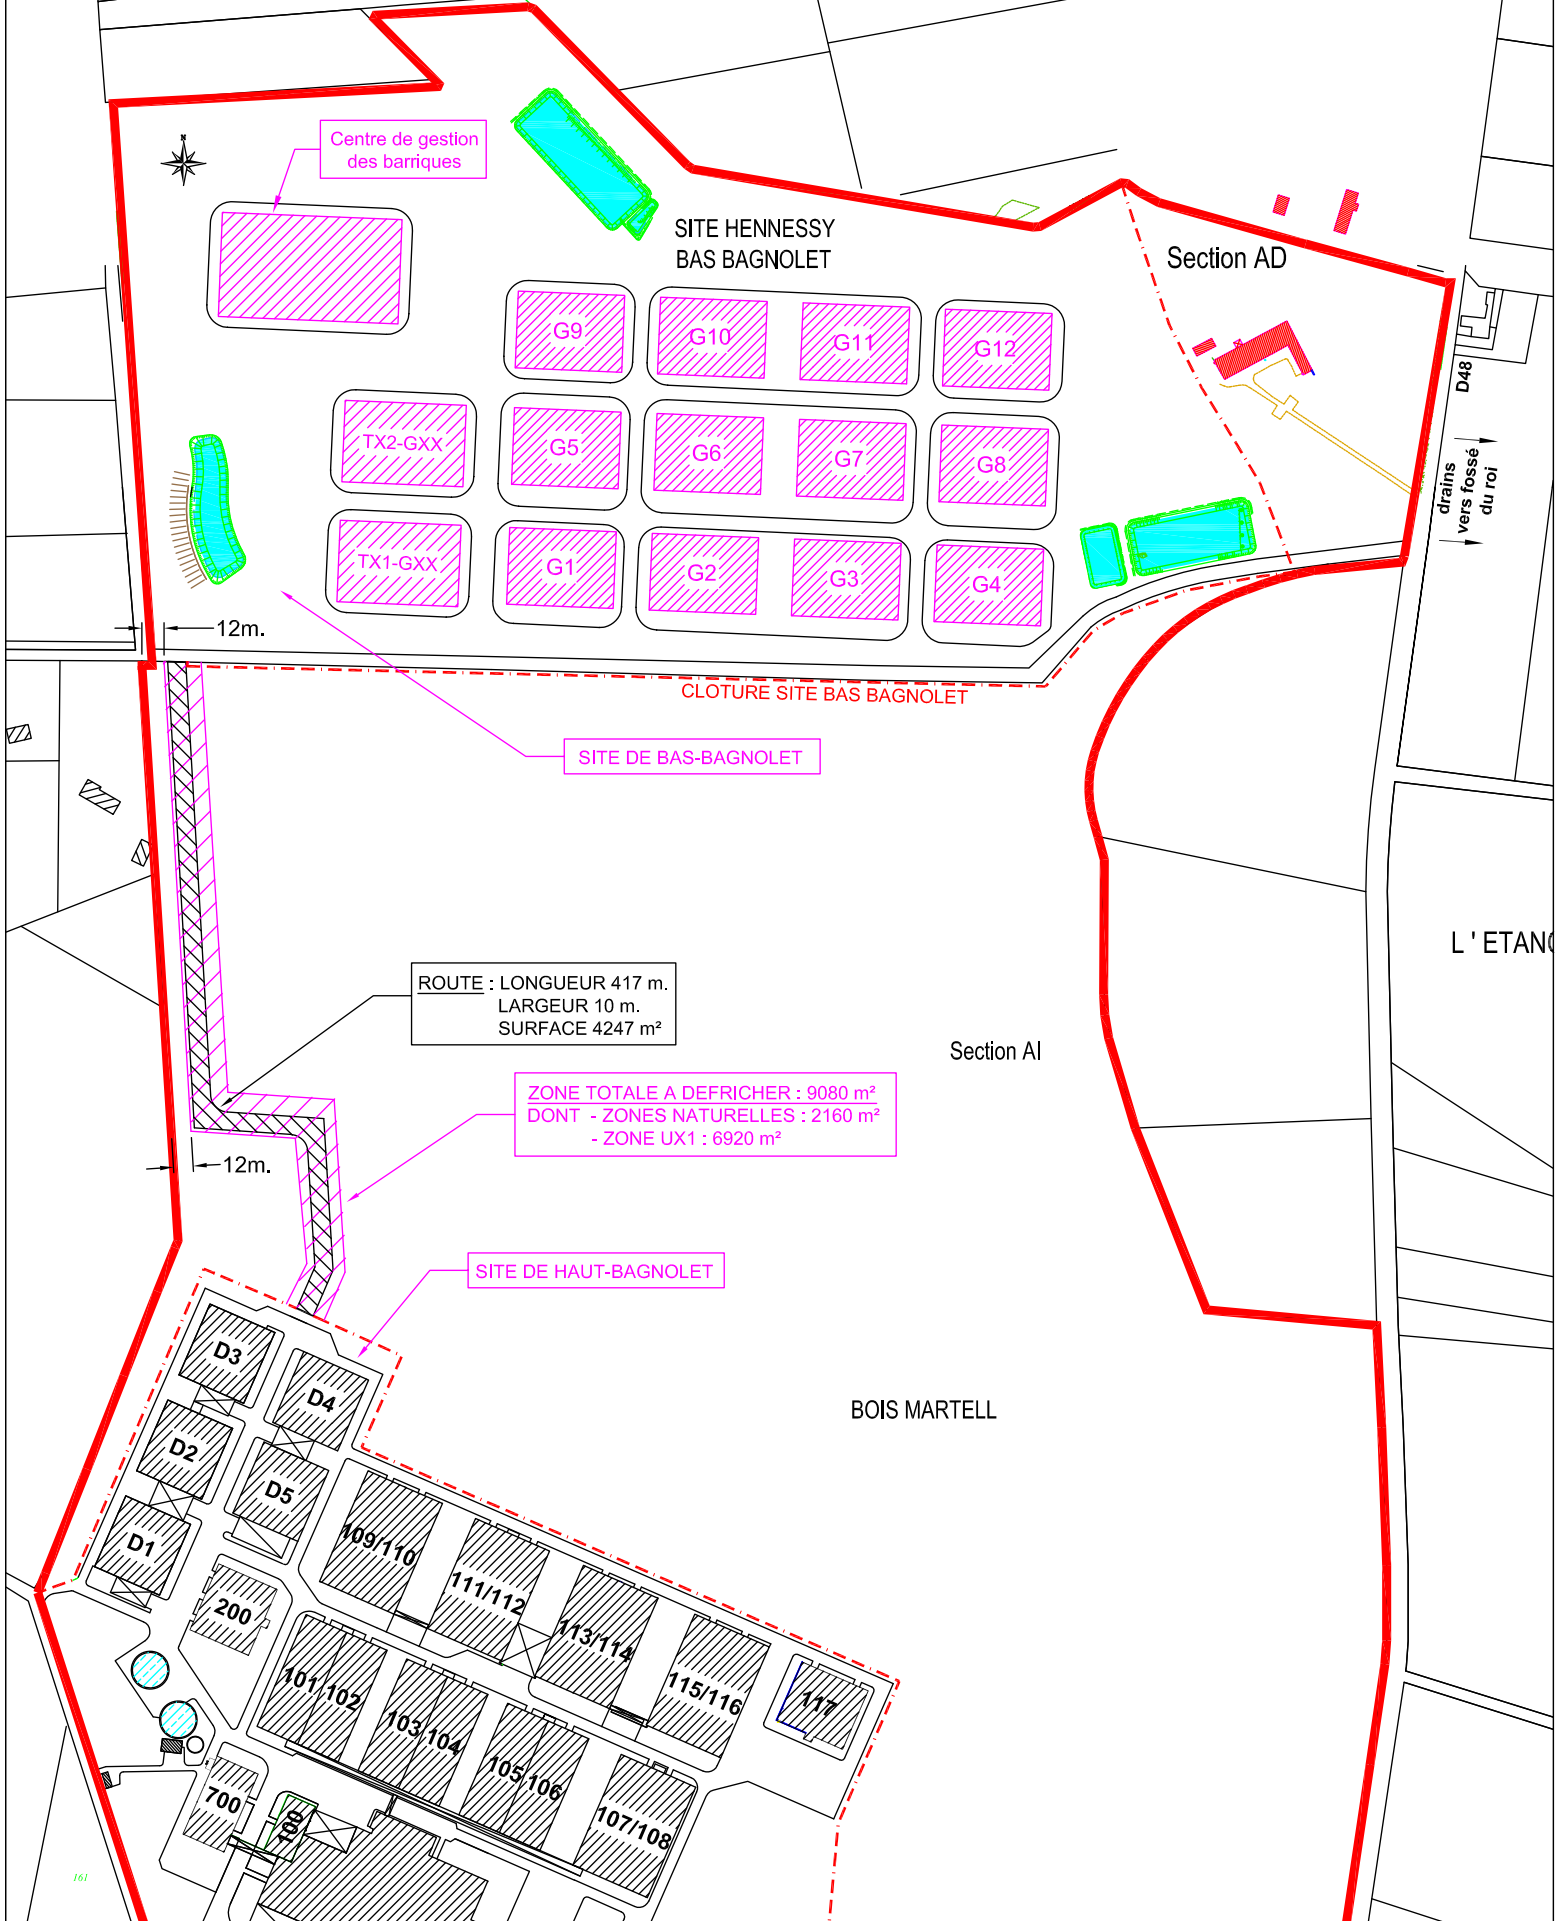 N
Centre de gestion
des barriques
SITE HENNESSY
BAS BAGNOLET
Section AD
G9
G10
G11
G12
D48
TX2-GXX
G5
G6
G7
G8
drains
vers fossé
du roi
TX1-GXX
G1
G2
G3
G4
12m.
CLOTURE SITE BAS BAGNOLET
SITE DE BAS-BAGNOLET
L ' ETANG
ROUTE : LONGUEUR 417 m.
LARGEUR 10 m.
SURFACE 4247 m²
Section AI
ZONE TOTALE A DEFRICHER : 9080 m²
DONT - ZONES NATURELLES : 2160 m²
- ZONE UX1 : 6920 m²
12m.
SITE DE HAUT-BAGNOLET
D3
D4
BOIS MARTELL
D2
D5
D1
109/110
111/112
200
113/114
115/116
101
102
117
103
104
105
106
700
100
107/108
161